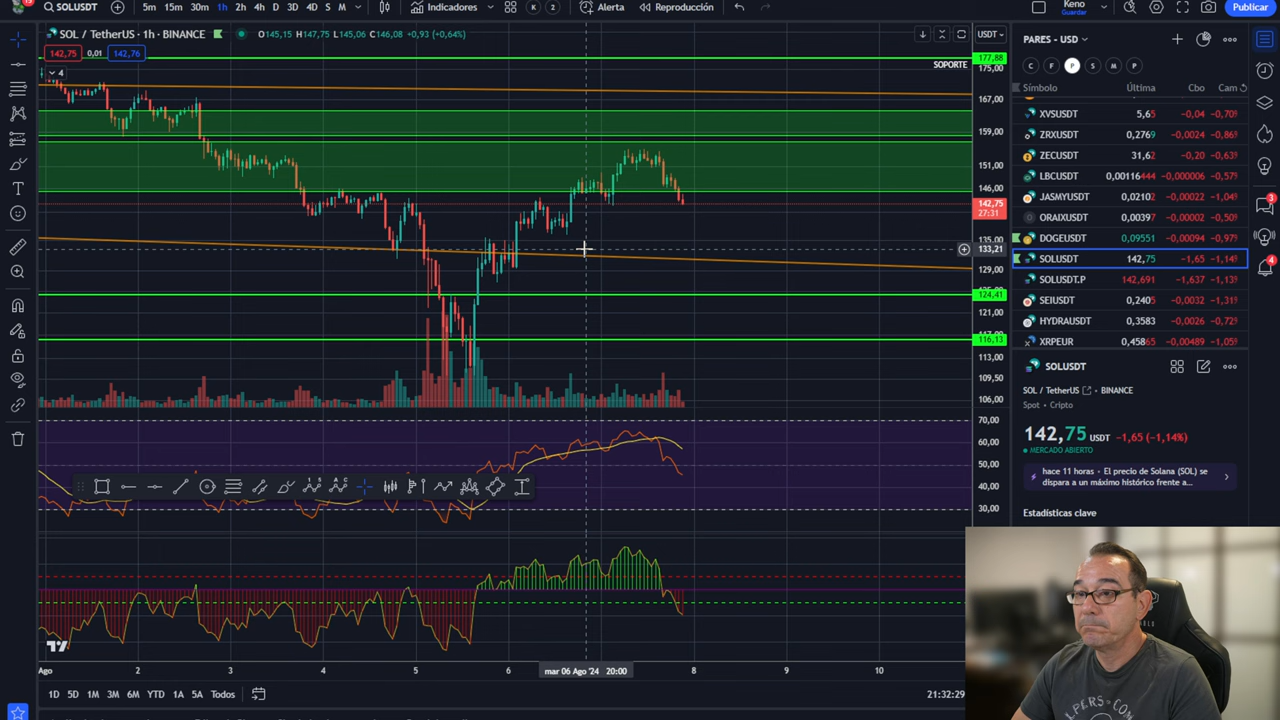 13
SOLUSDT
5m 15m 30m 1h 2h 4h D 3D 4D S M
Indicadores
K 2
Alerta
Reproducción
Keno
Guardar
Publicar
SOL / TetherUS · 1h · BINANCE
O145,15 H147,75 L145,06 C146,08 +0,93 (+0,64%)
142,75 0,01 142,76
4
USDT
177,88
SOPORTE
175,00
167,00
159,00
151,00
146,00
142,75
27:31
135,00
133,21
129,00
124,41
121,00
116,13
113,00
109,50
106,00
70,00
60,00
50,00
40,00
30,00
Ago 2 3 4 5 6 mar 06 Ago '24 20:00 8 9 10
1D 5D 1M 3M 6M YTD 1A 5A Todos
21:32:29
PARES - USD
C F P S M P
Símbolo Última Cbo Cam
XVSUSDT 5,65 −0,04 −0,70%
ZRXUSDT 0,2769 −0,0024 −0,86%
ZECUSDT 31,62 −0,20 −0,63%
LBCUSDT 0,00116444 −0,000006 −0,57%
JASMYUSDT 0,02102 −0,00022 −1,04%
ORAIXUSDT 0,0397 −0,0002 −0,50%
DOGEUSDT 0,09551 −0,00094 −0,97%
SOLUSDT 142,75 −1,65 −1,14%
SOLUSDT.P 142,691 −1,637 −1,13%
SEIUSDT 0,2405 −0,0032 −1,31%
HYDRAUSDT 0,3583 −0,0026 −0,72%
XRPEUR 0,45865 −0,00489 −1,05%
3
4
SOLUSDT
SOL / TetherUS BINANCE
Spot • Cripto
142,75 USDT −1,65 (−1,14%)
MERCADO ABIERTO
hace 11 horas • El precio de Solana (SOL) se
dispara a un máximo histórico frente a...
Estadísticas clave